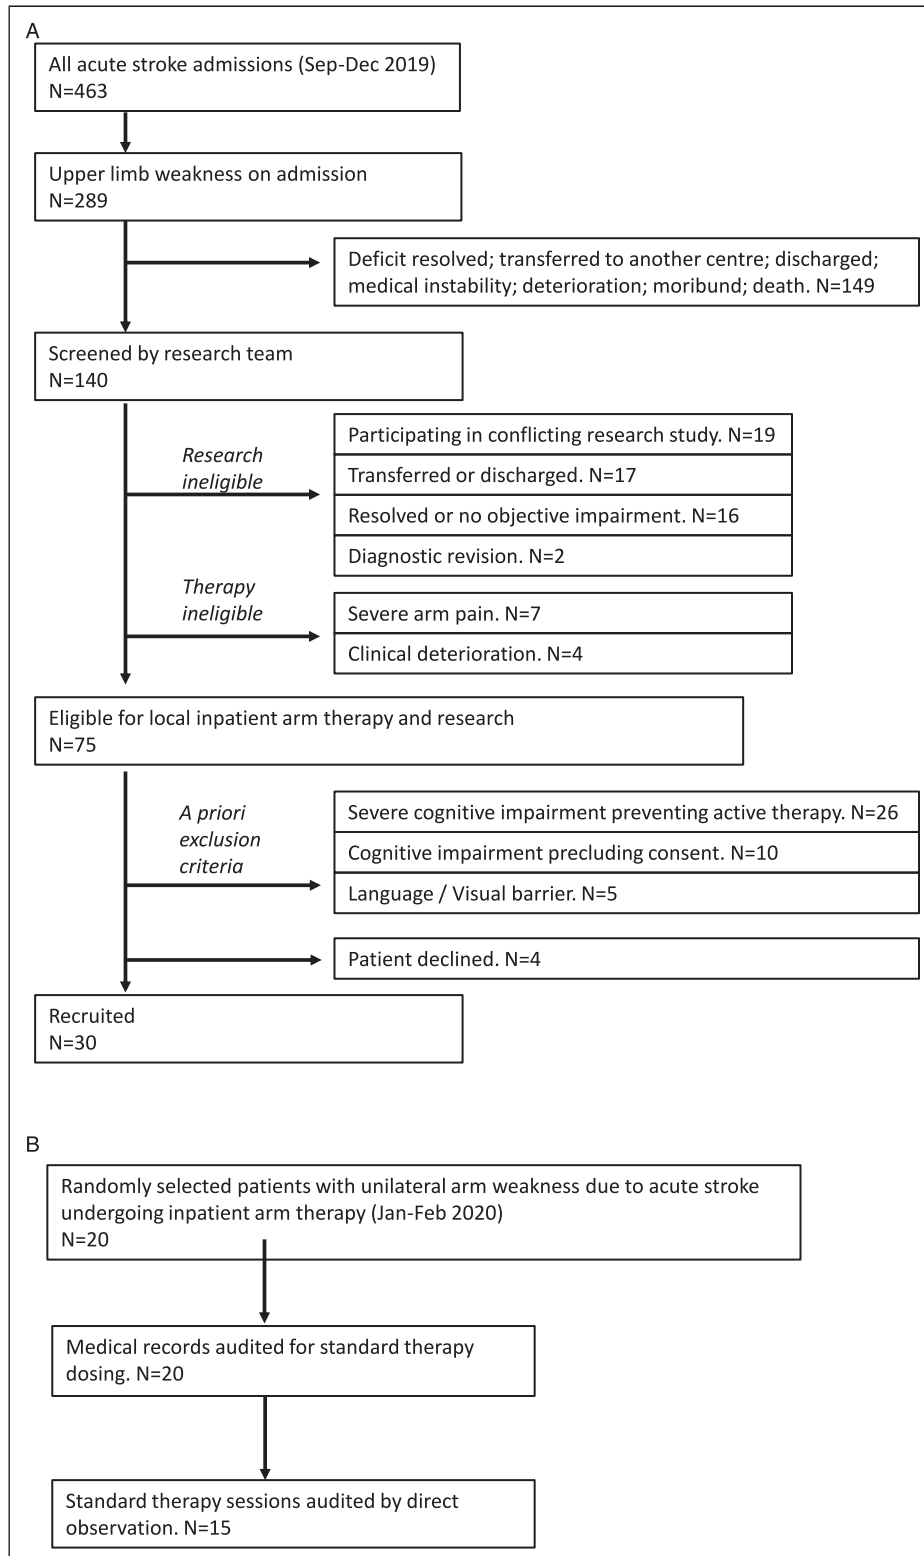 A
All acute stroke admissions (Sep-Dec 2019)
N=463
Upper limb weakness on admission
N=289
Deficit resolved; transferred to another centre; discharged;
medical instability; deterioration; moribund; death. N=149
Screened by research team
N=140
Research
ineligible
Participating in conflicting research study. N=19
Transferred or discharged. N=17
Resolved or no objective impairment. N=16
Diagnostic revision. N=2
Therapy
ineligible
Severe arm pain. N=7
Clinical deterioration. N=4
Eligible for local inpatient arm therapy and research
N=75
A priori
exclusion
criteria
Severe cognitive impairment preventing active therapy. N=26
Cognitive impairment precluding consent. N=10
Language / Visual barrier. N=5
Patient declined. N=4
Recruited
N=30
B
Randomly selected patients with unilateral arm weakness due to acute stroke
undergoing inpatient arm therapy (Jan-Feb 2020)
N=20
Medical records audited for standard therapy
dosing. N=20
Standard therapy sessions audited by direct
observation. N=15